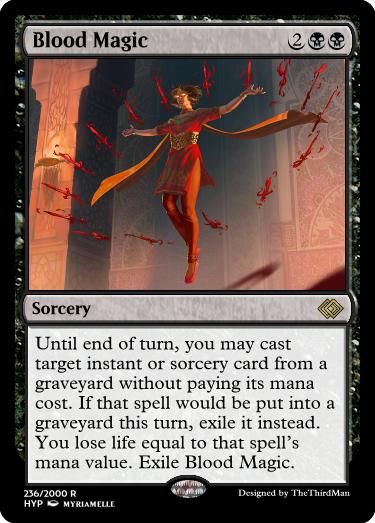 Blood Magic 2
Sorcery
Until end of turn, you may cast
target instant or sorcery card from a
graveyard without paying its mana
cost. If that spell would be put into a
graveyard this turn, exile it instead.
You lose life equal to that spell's
mana value. Exile Blood Magic.
236/2000 R
HYP MYRIAMELLE
Designed by TheThirdMan